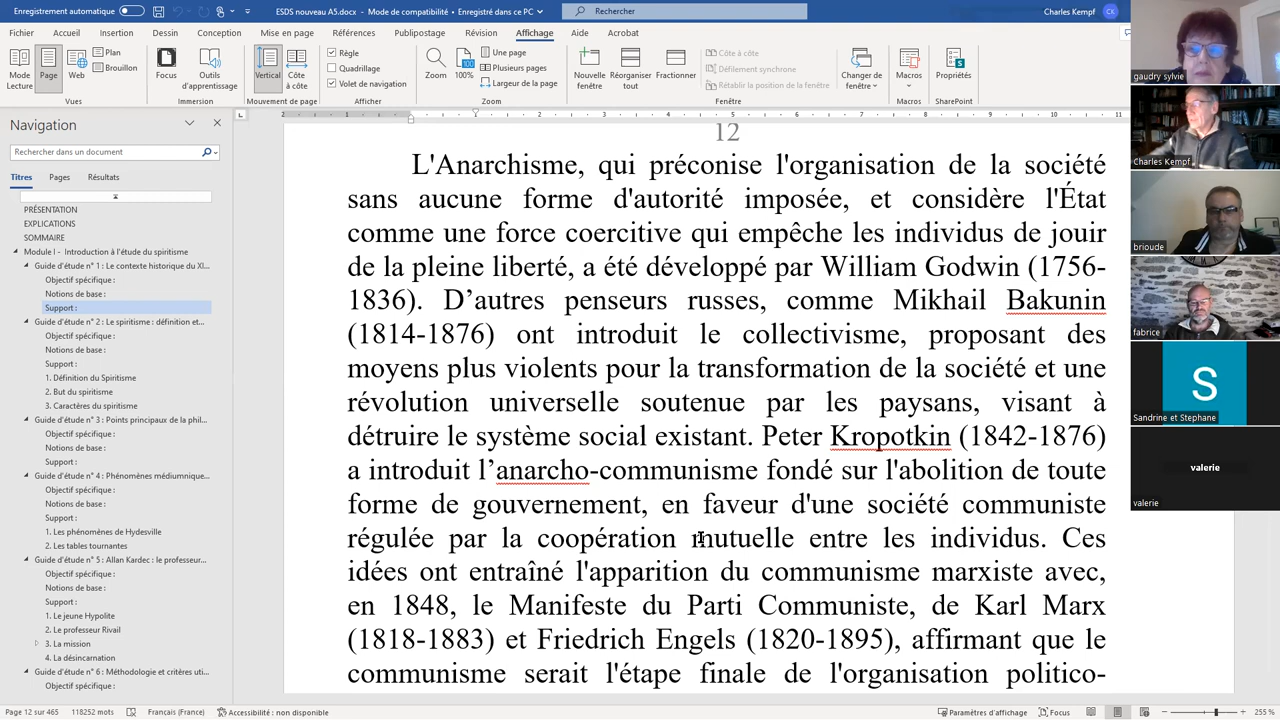 Enregistrement automatique
ESDS nouveau A5.docx - Mode de compatibilité • Enregistré dans ce PC
Rechercher
Charles Kempf
CK
Fichier Accueil Insertion Dessin Conception Mise en page Références Publipostage Révision Affichage Aide Acrobat
Mode Lecture
Page
Web
Plan
Brouillon
Vues
Focus
Outils d'apprentissage
Immersion
Vertical
Côte à côte
Mouvement de page
Règle
Quadrillage
Volet de navigation
Afficher
Zoom
100%
Une page
Plusieurs pages
Largeur de la page
Zoom
Nouvelle fenêtre
Réorganiser tout
Fractionner
Côte à côte
Défilement synchrone
Rétablir la position de la fenêtre
Fenêtre
Changer de fenêtre
Macros
Macros
Propriétés
SharePoint
Navigation
Rechercher dans un document
Titres Pages Résultats
PRÉSENTATION
EXPLICATIONS
SOMMAIRE
Module I - Introduction à l'étude du spiritisme
Guide d'étude n° 1 : Le contexte historique du XI...
Objectif spécifique :
Notions de base :
Support :
Guide d'étude n° 2 : Le spiritisme : définition et...
Objectif spécifique :
Notions de base :
Support :
1. Définition du Spiritisme
2. But du spiritisme
3. Caractères du spiritisme
Guide d'étude n° 3 : Points principaux de la phil...
Objectif spécifique :
Notions de base :
Support :
Guide d'étude n° 4 : Phénomènes médiumnique...
Objectif spécifique :
Notions de base :
Support :
1. Les phénomènes de Hydesville
2. Les tables tournantes
Guide d'étude n° 5 : Allan Kardec : le professeur...
Objectif spécifique :
Notions de base :
Support :
1. Le jeune Hypolite
2. Le professeur Rivail
3. La mission
4. La désincarnation
Guide d'étude n° 6 : Méthodologie et critères uti...
Objectif spécifique :
2 1 1 2 3 4 5 6 7 8 9 10 11
12
L'Anarchisme, qui préconise l'organisation de la société
sans aucune forme d'autorité imposée, et considère l'État
comme une force coercitive qui empêche les individus de jouir
de la pleine liberté, a été développé par William Godwin (1756-
1836). D’autres penseurs russes, comme Mikhail Bakunin
(1814-1876) ont introduit le collectivisme, proposant des
moyens plus violents pour la transformation de la société et une
révolution universelle soutenue par les paysans, visant à
détruire le système social existant. Peter Kropotkin (1842-1876)
a introduit l’anarcho-communisme fondé sur l'abolition de toute
forme de gouvernement, en faveur d'une société communiste
régulée par la coopération mutuelle entre les individus. Ces
idées ont entraîné l'apparition du communisme marxiste avec,
en 1848, le Manifeste du Parti Communiste, de Karl Marx
(1818-1883) et Friedrich Engels (1820-1895), affirmant que le
communisme serait l'étape finale de l'organisation politico-
gaudry sylvie
Charles Kempf
brioude
fabrice
S
Sandrine et Stephane
valerie
valerie
Page 12 sur 465 118252 mots Français (France) Accessibilité : non disponible
Paramètres d'affichage Focus 255 %